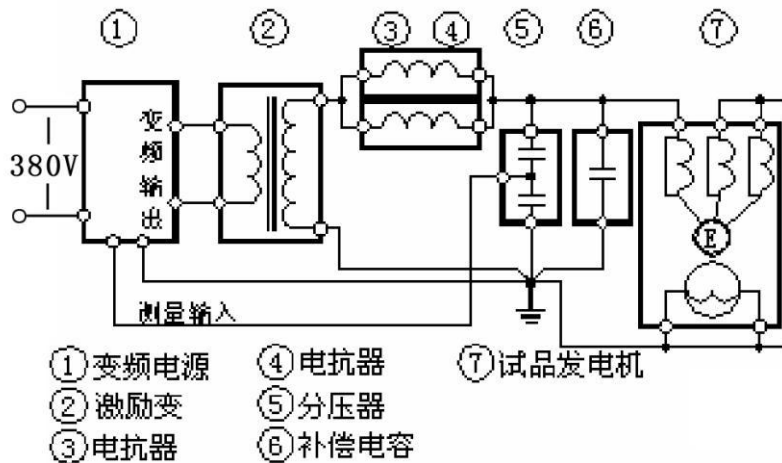 ① ② ③ ④ ⑤ ⑥ ⑦
变频输出
380V
E
测量输入
①变频电源 ④电抗器 ⑦试品发电机
②激励变 ⑤分压器
③电抗器 ⑥补偿电容